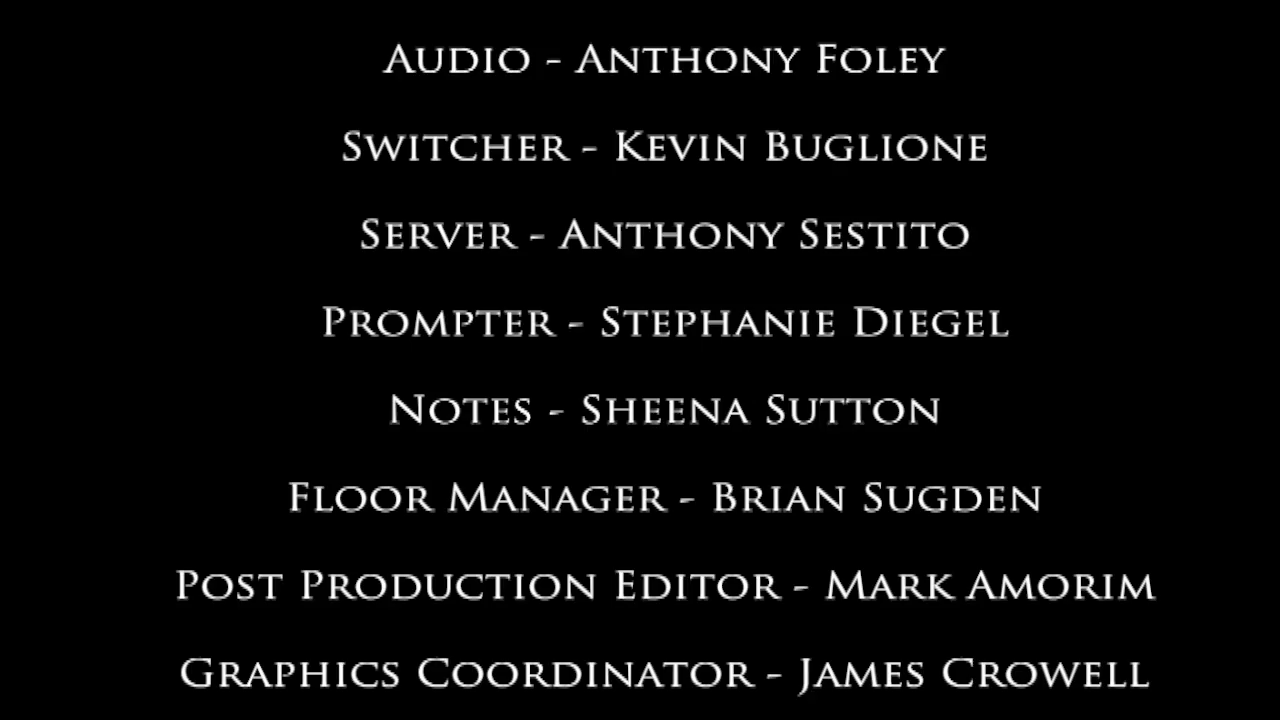 Audio - Anthony Foley
Switcher - Kevin Buglione
Server - Anthony Sestito
Prompter - Stephanie Diegel
Notes - Sheena Sutton
Floor Manager - Brian Sugden
Post Production Editor - Mark Amorim
Graphics Coordinator - James Crowell